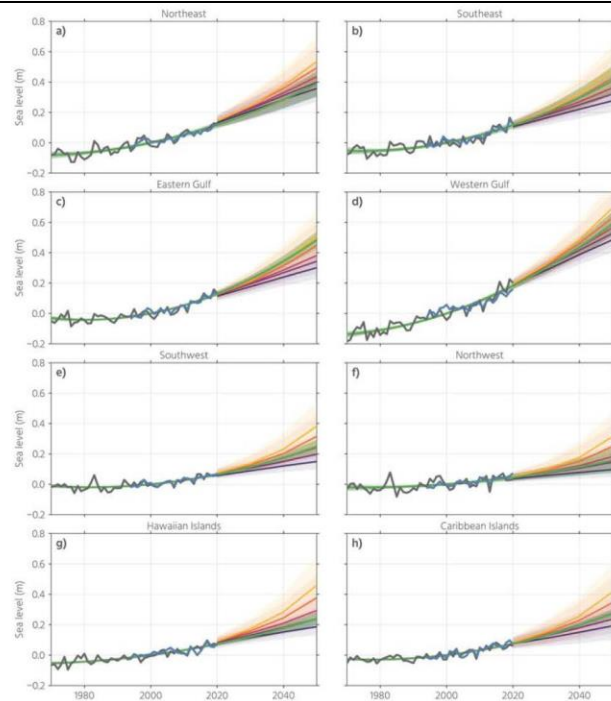 Northeast
Southeast
a)
b)
0.8
0.6
0.4
0.2
0.0
−0.2
Sea level (m)
Eastern Gulf
Western Gulf
c)
d)
0.8
0.6
0.4
0.2
0.0
−0.2
Sea level (m)
Southwest
Northwest
e)
f)
0.8
0.6
0.4
0.2
0.0
−0.2
Sea level (m)
Hawaiian Islands
Caribbean Islands
g)
h)
0.8
0.6
0.4
0.2
0.0
−0.2
Sea level (m)
1980 2000 2020 2040 1980 2000 2020 2040